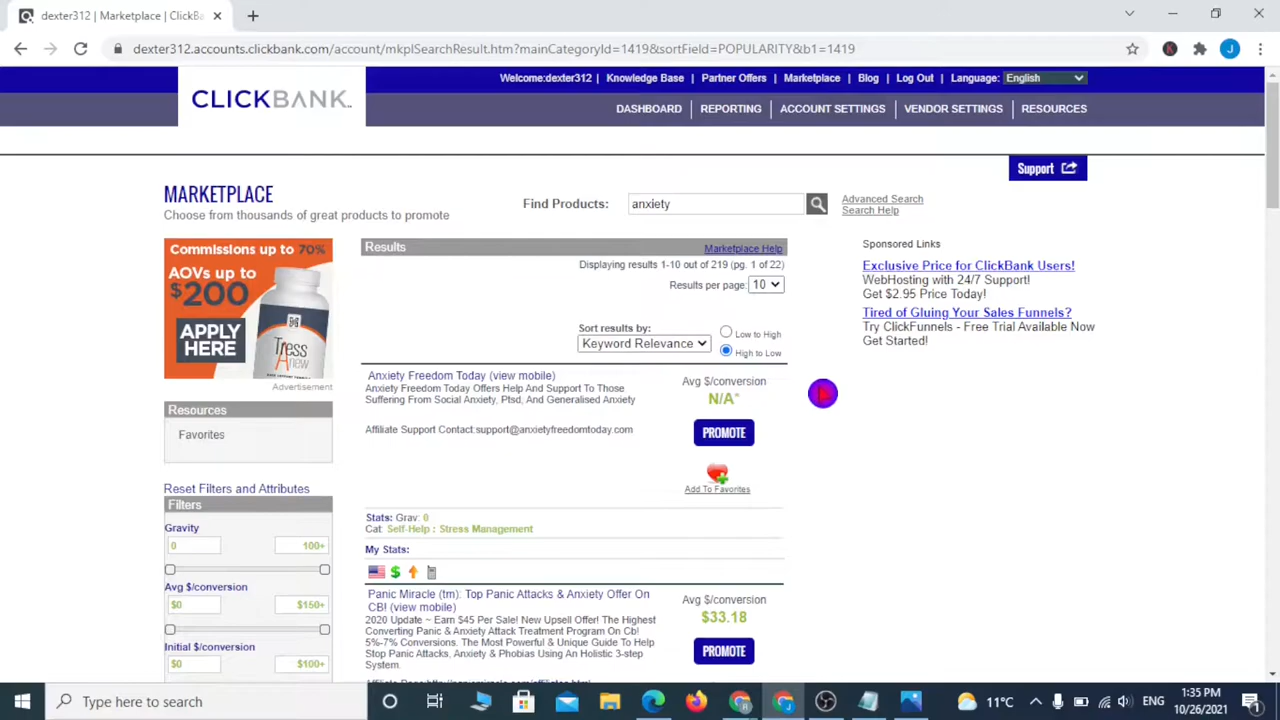 dexter312 | Marketplace | ClickBa
dexter312.accounts.clickbank.com/account/mkplSearchResult.htm?mainCategoryId=1419&sortField=POPULARITY&b1=1419
K
J
Welcome:dexter312 | Knowledge Base | Partner Offers | Marketplace | Blog | Log Out | Language: English
CLICKBANK
DASHBOARD | REPORTING | ACCOUNT SETTINGS | VENDOR SETTINGS | RESOURCES
Support
MARKETPLACE
Choose from thousands of great products to promote
Find Products: anxiety
Advanced Search
Search Help
Commissions up to 70%
AOVs up to
$200
APPLY
HERE
Tress
Anew
Advertisement
Resources
Favorites
Reset Filters and Attributes
Filters
Gravity
0 100+
Avg $/conversion
$0 $150+
Initial $/conversion
$0 $100+
Results Marketplace Help
Displaying results 1-10 out of 219 (pg. 1 of 22)
Results per page: 10
Sort results by:
Keyword Relevance
Low to High
High to Low
Anxiety Freedom Today (view mobile)
Anxiety Freedom Today Offers Help And Support To Those
Suffering From Social Anxiety, Ptsd, And Generalised Anxiety
Affiliate Support Contact:support@anxietyfreedomtoday.com
Avg $/conversion
N/A*
PROMOTE
Add To Favorites
Stats: Grav: 0
Cat: Self-Help : Stress Management
My Stats:
Panic Miracle (tm): Top Panic Attacks & Anxiety Offer On
CB! (view mobile)
2020 Update ~ Earn $45 Per Sale! New Upsell Offer! The Highest
Converting Panic & Anxiety Attack Treatment Program On Cb!
5%-7% Conversions. The Most Powerful & Unique Guide To Help
Stop Panic Attacks, Anxiety & Phobias Using An Holistic 3-step
System.
Avg $/conversion
$33.18
PROMOTE
Sponsored Links
Exclusive Price for ClickBank Users!
WebHosting with 24/7 Support!
Get $2.95 Price Today!
Tired of Gluing Your Sales Funnels?
Try ClickFunnels - Free Trial Available Now
Get Started!
Type here to search
11°C
ENG
1:35 PM
10/26/2021